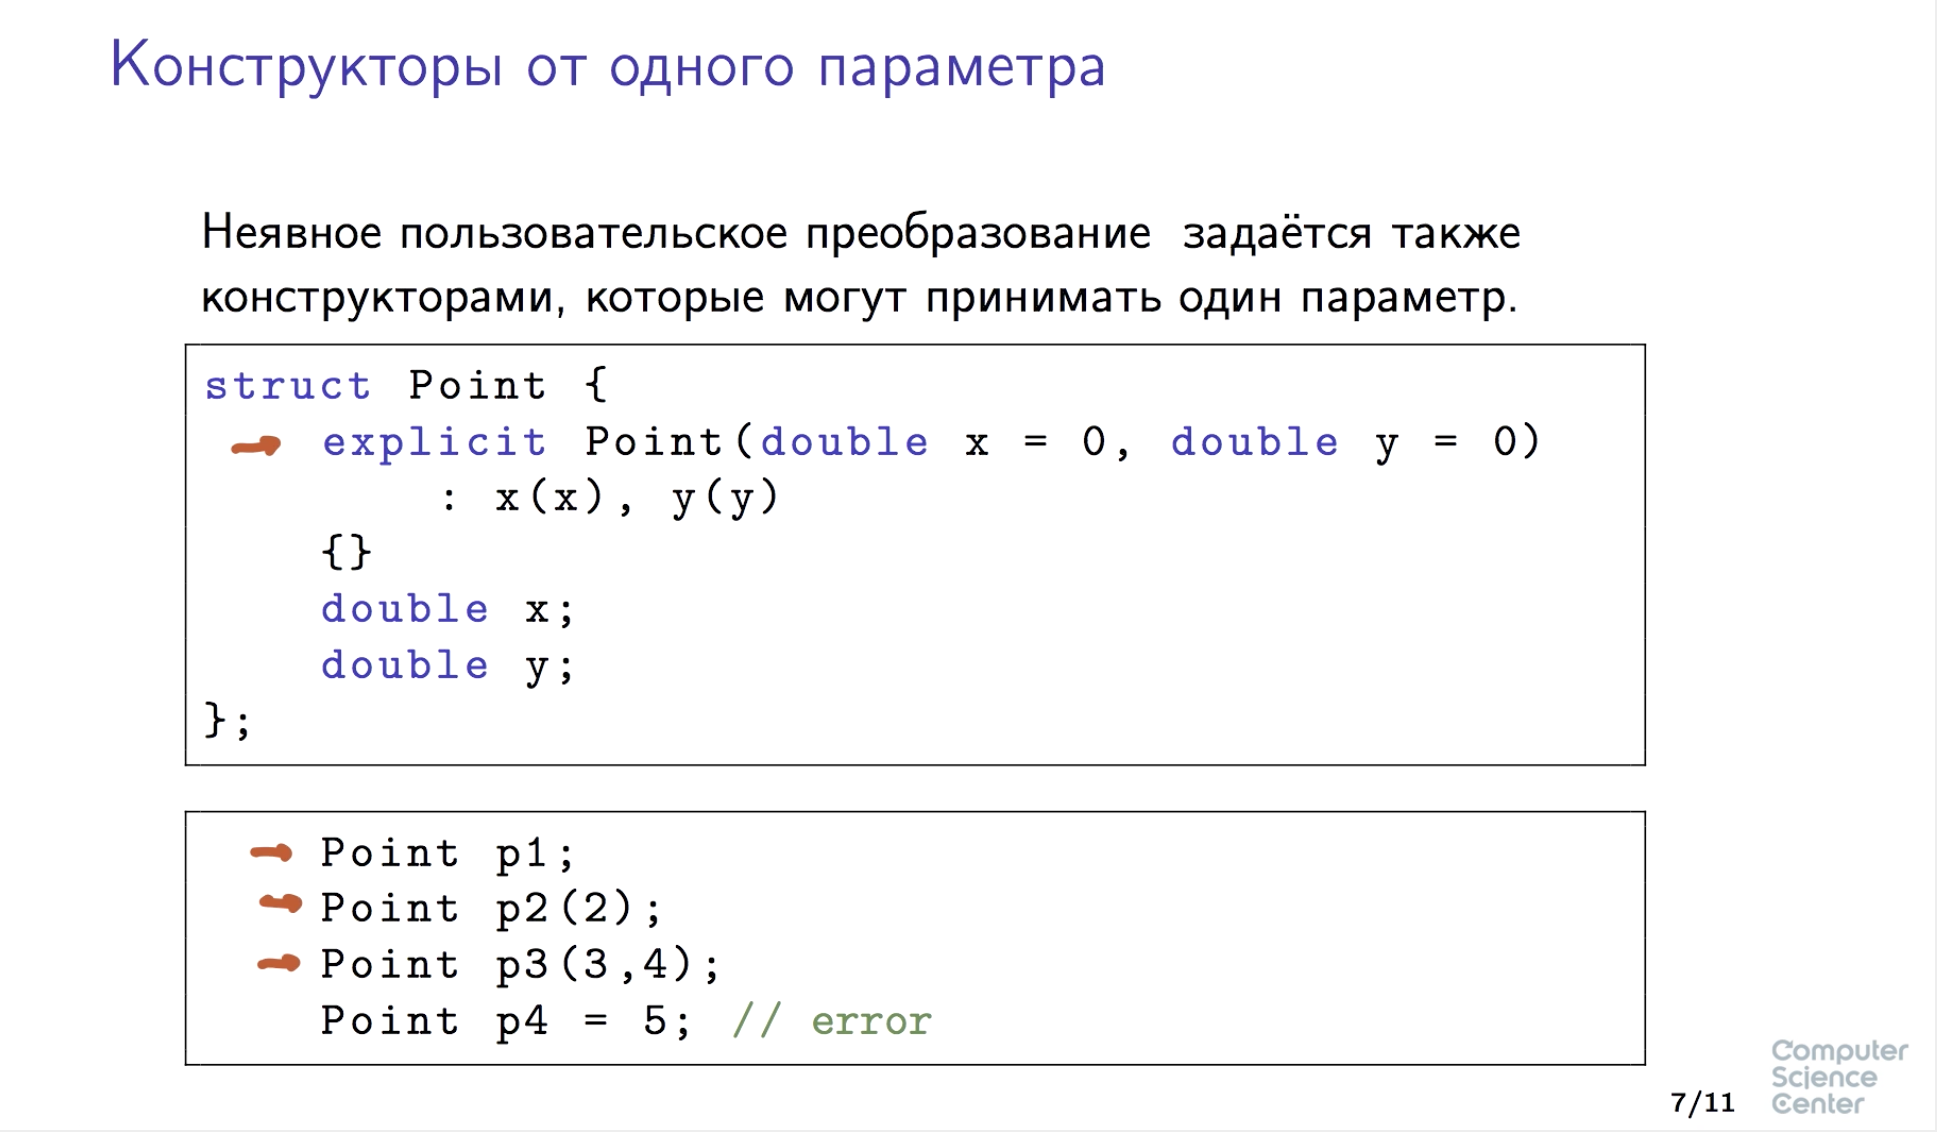 Конструкторы от одного параметра
Неявное пользовательское преобразование задаётся также
конструкторами, которые могут принимать один параметр.
struct Point {
    explicit Point(double x = 0, double y = 0)
        : x(x), y(y)
    {}
    double x;
    double y;
};
Point p1;
Point p2(2);
Point p3(3,4);
Point p4 = 5; // error
7/11
Computer
Science
Center